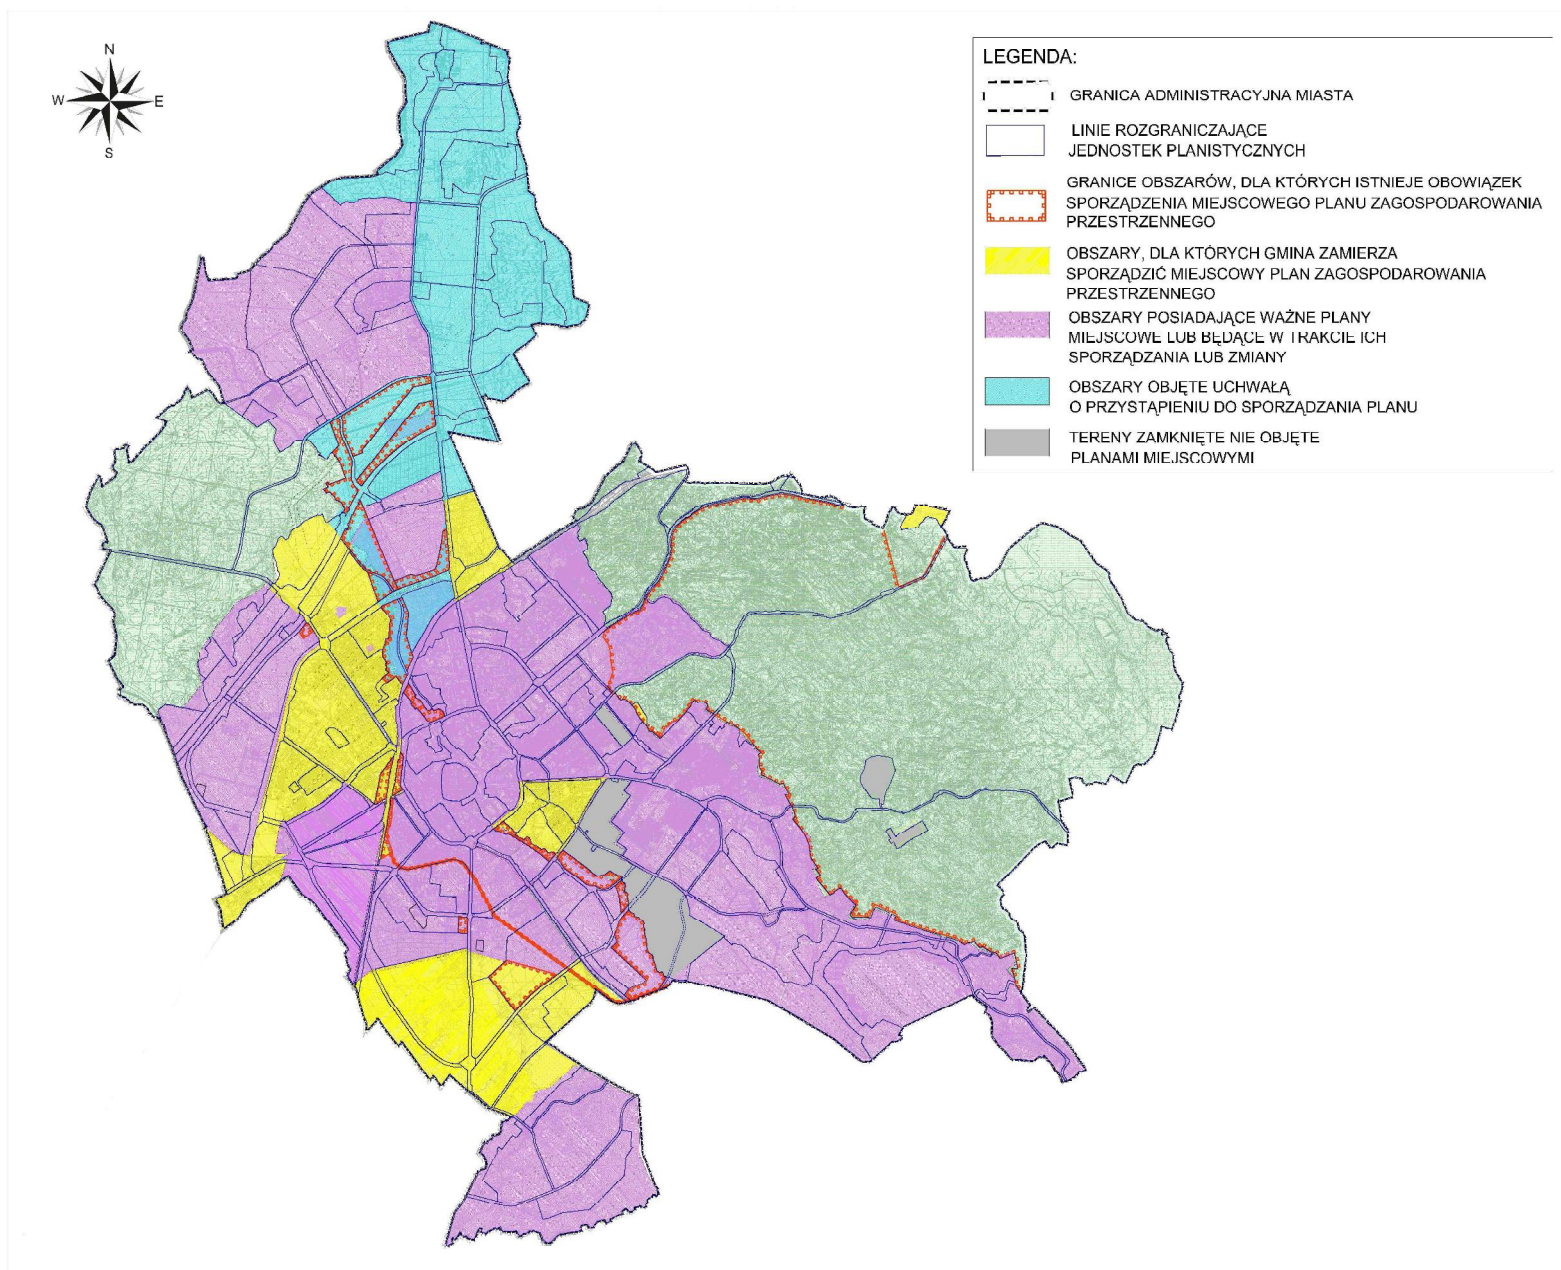 N
W
E
S
LEGENDA:
GRANICA ADMINISTRACYJNA MIASTA
LINIE ROZGRANICZAJĄCE
JEDNOSTEK PLANISTYCZNYCH
GRANICE OBSZARÓW, DLA KTÓRYCH ISTNIEJE OBOWIĄZEK
SPORZĄDZENIA MIEJSCOWEGO PLANU ZAGOSPODAROWANIA
PRZESTRZENNEGO
OBSZARY, DLA KTÓRYCH GMINA ZAMIERZA
SPORZĄDZIĆ MIEJSCOWY PLAN ZAGOSPODAROWANIA
PRZESTRZENNEGO
OBSZARY POSIADAJĄCE WAŻNE PLANY
MIEJSCOWE LUB BĘDĄCE W TRAKCIE ICH
SPORZĄDZANIA LUB ZMIANY
OBSZARY OBJĘTE UCHWAŁĄ
O PRZYSTĄPIENIU DO SPORZĄDZANIA PLANU
TERENY ZAMKNIĘTE NIE OBJĘTE
PLANAMI MIEJSCOWYMI